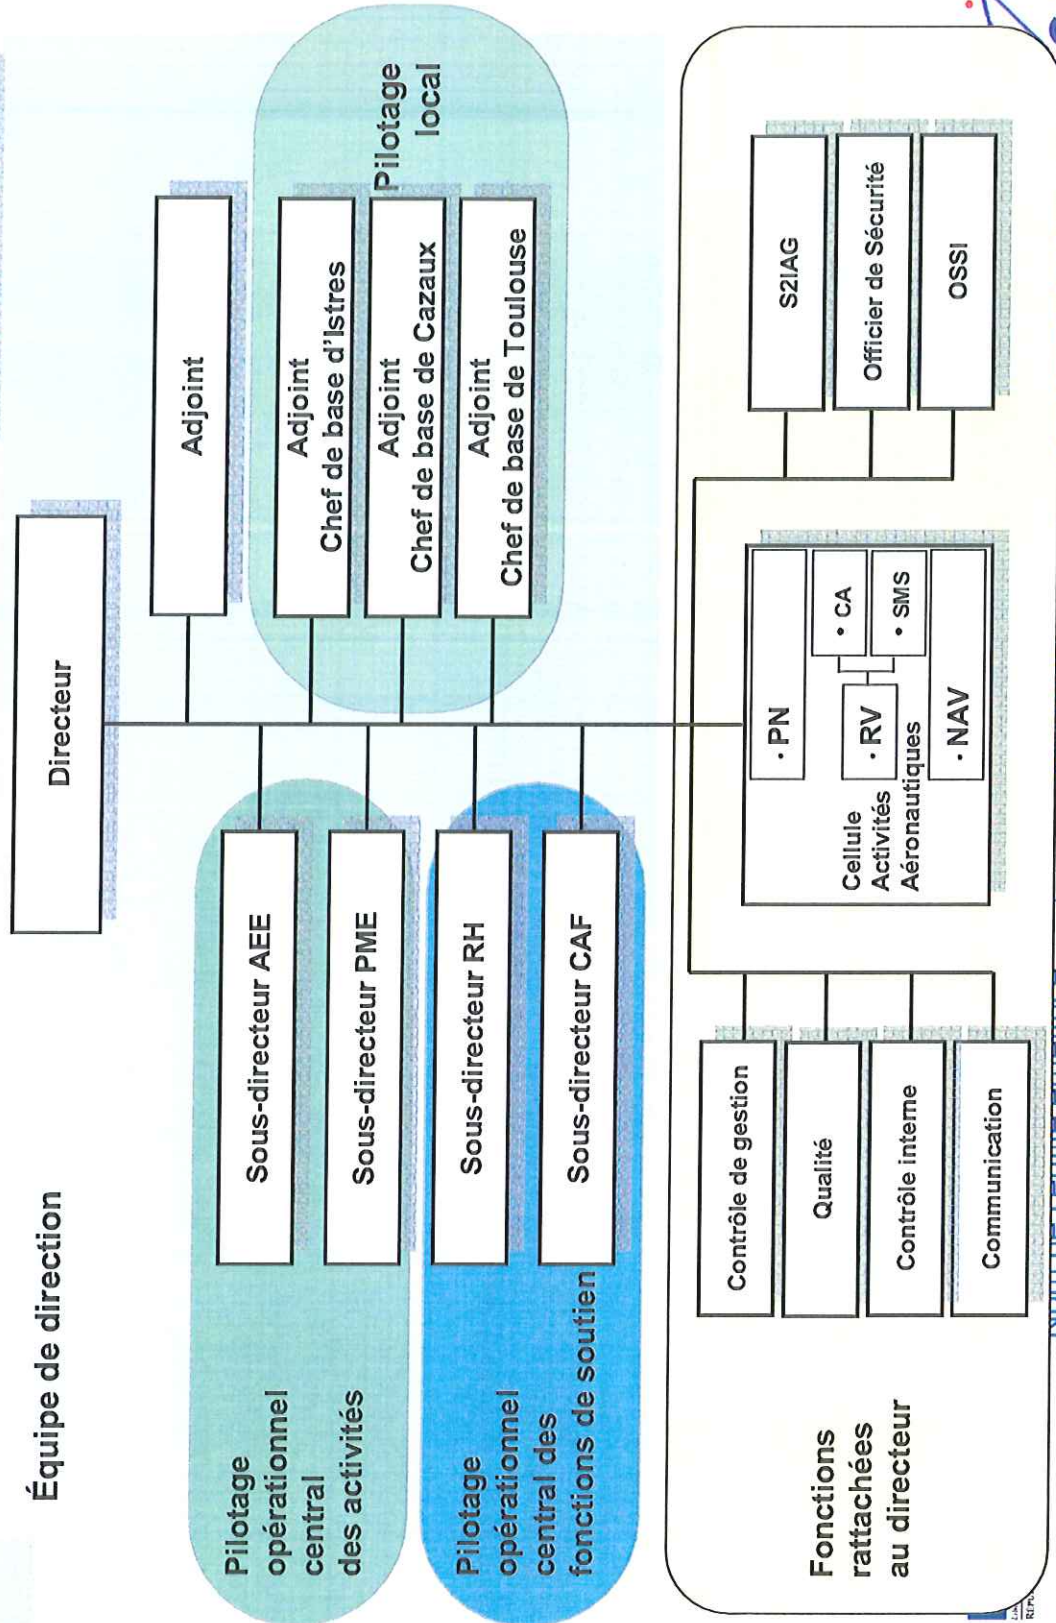 Équipe de direction
Directeur
Adjoint
Pilotage
opérationnel
central
des activités
Sous-directeur AEE
Sous-directeur PME
Adjoint
Chef de base d'Istres
Adjoint
Chef de base de Cazaux
Adjoint
Chef de base de Toulouse
Pilotage
local
Pilotage
opérationnel
central des
fonctions de soutien
Sous-directeur RH
Sous-directeur CAF
Fonctions
rattachées
au directeur
Contrôle de gestion
Qualité
Contrôle interne
Communication
Cellule
Activités
Aéronautiques
• PN
• RV
• CA
• SMS
• NAV
S2IAG
Officier de Sécurité
OSSI